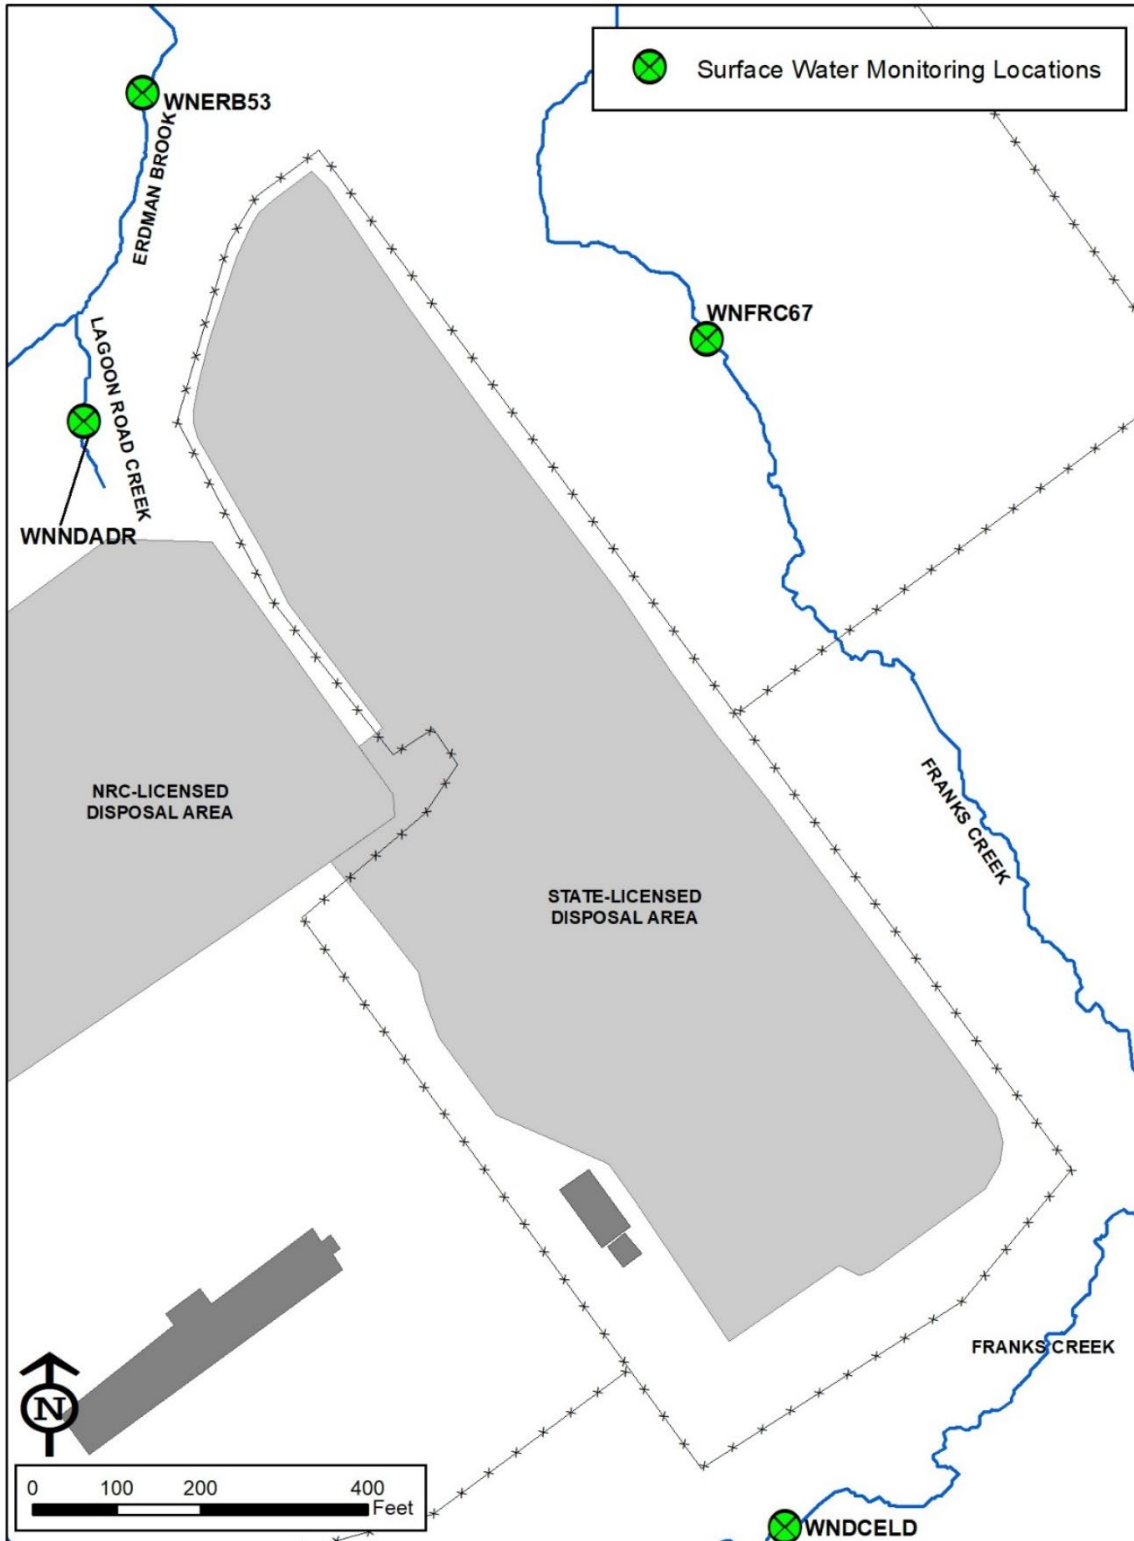 Surface Water Monitoring Locations
WNERB53
ERDMAN BROOK
WNFRC67
LAGOON ROAD CREEK
WNNDADR
NRC-LICENSED
DISPOSAL AREA
FRANKS CREEK
STATE-LICENSED
DISPOSAL AREA
FRANKS CREEK
N
0 100 200 400
Feet
WNDCELD